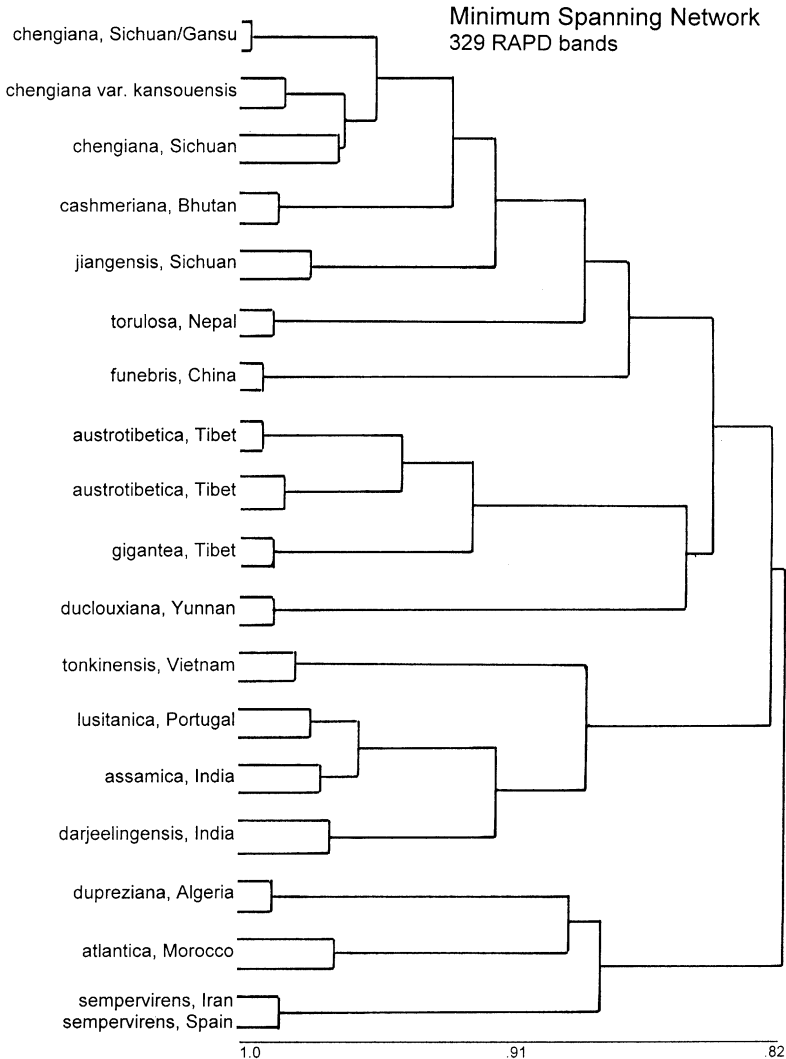 Minimum Spanning Network
329 RAPD bands
chengiana, Sichuan/Gansu
chengiana var. kansouensis
chengiana, Sichuan
cashmeriana, Bhutan
jiangensis, Sichuan
torulosa, Nepal
funebris, China
austrotibetica, Tibet
austrotibetica, Tibet
gigantea, Tibet
duclouxiana, Yunnan
tonkinensis, Vietnam
lusitanica, Portugal
assamica, India
darjeelingensis, India
dupreziana, Algeria
atlantica, Morocco
sempervirens, Iran
sempervirens, Spain
1.0 .91 .82